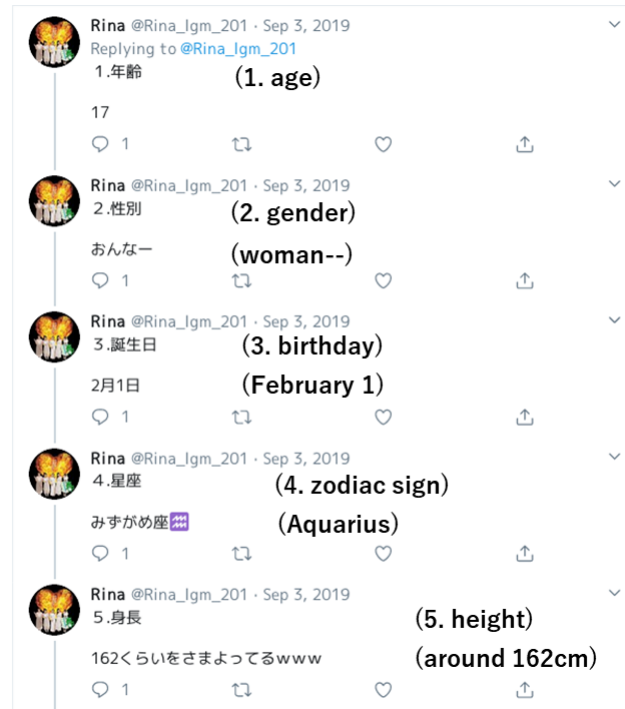 Rina @Rina_lgm_201 · Sep 3, 2019
Replying to @Rina_lgm_201
１.年齢 (1. age)
17
1
Rina @Rina_lgm_201 · Sep 3, 2019
２.性別 (2. gender)
おんなー (woman--)
1
Rina @Rina_lgm_201 · Sep 3, 2019
３.誕生日 (3. birthday)
2月1日 (February 1)
1
Rina @Rina_lgm_201 · Sep 3, 2019
４.星座 (4. zodiac sign)
みずがめ座♒ (Aquarius)
1
Rina @Rina_lgm_201 · Sep 3, 2019
５.身長 (5. height)
162くらいをさまよってるｗｗｗ (around 162cm)
1